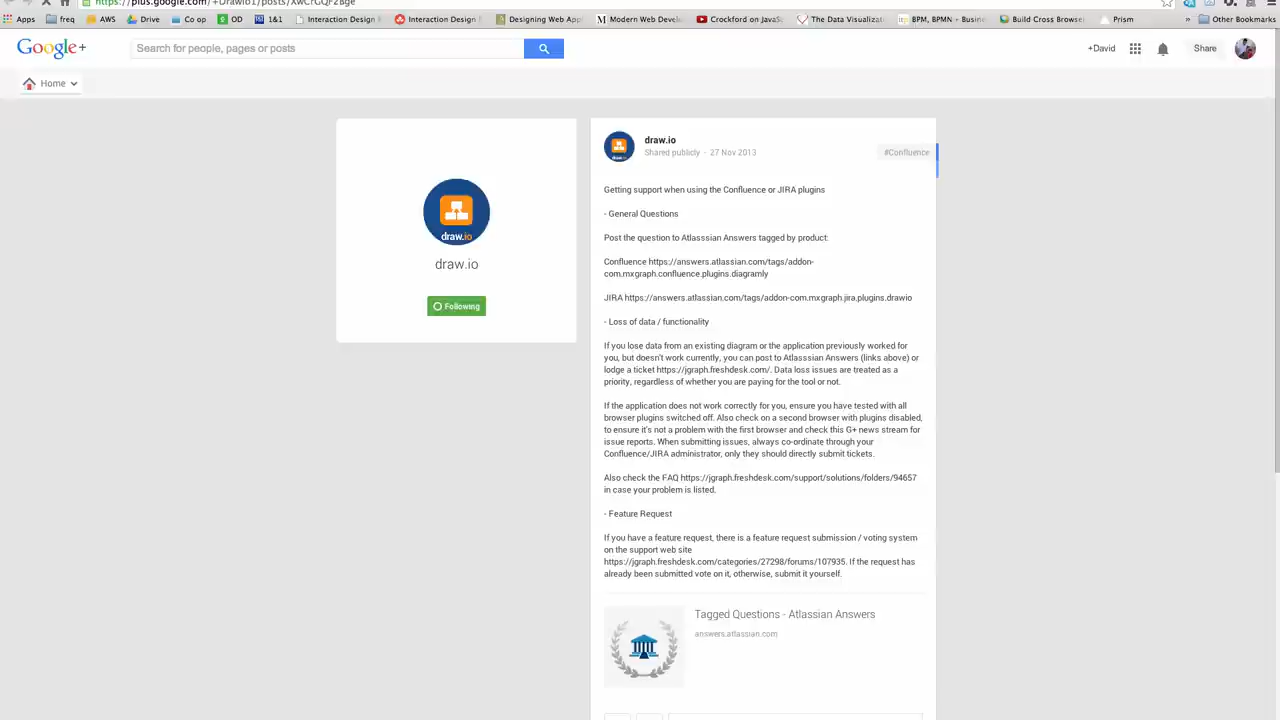 https://plus.google.com/+DrawIo1/posts/
Apps freq AWS Drive Co op OD 1&1 Interaction Design Interaction Design Designing Web App Modern Web Develo Crockford on JavaS The Data Visualiza BPM, BPMN – Busin Build Cross Browse Prism » Other Bookmarks
Google+
Search for people, pages or posts
+David
Share
Home
draw.io
draw.io
Following
draw.io
Shared publicly - 27 Nov 2013
#Confluence
Getting support when using the Confluence or JIRA plugins
- General Questions
Post the question to Atlasssian Answers tagged by product:
Confluence https://answers.atlassian.com/tags/addon-
com.mxgraph.confluence.plugins.diagramly
JIRA https://answers.atlassian.com/tags/addon-com.mxgraph.jira.plugins.drawio
- Loss of data / functionality
If you lose data from an existing diagram or the application previously worked for
you, but doesn't work currently, you can post to Atlasssian Answers (links above) or
lodge a ticket https://jgraph.freshdesk.com/. Data loss issues are treated as a
priority, regardless of whether you are paying for the tool or not.
If the application does not work correctly for you, ensure you have tested with all
browser plugins switched off. Also check on a second browser with plugins disabled,
to ensure it's not a problem with the first browser and check this G+ news stream for
issue reports. When submitting issues, always co-ordinate through your
Confluence/JIRA administrator, only they should directly submit tickets.
Also check the FAQ https://jgraph.freshdesk.com/support/solutions/folders/94657
in case your problem is listed.
- Feature Request
If you have a feature request, there is a feature request submission / voting system
on the support web site
https://jgraph.freshdesk.com/categories/27298/forums/107935. If the request has
already been submitted vote on it, otherwise, submit it yourself.
Tagged Questions - Atlassian Answers
answers.atlassian.com